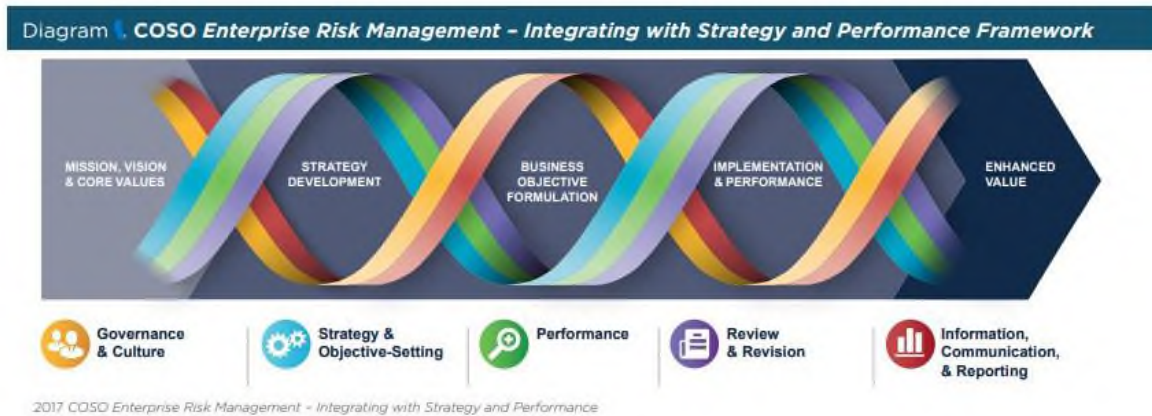 Diagram 1. COSO Enterprise Risk Management – Integrating with Strategy and Performance Framework
MISSION, VISION
& CORE VALUES
STRATEGY
DEVELOPMENT
BUSINESS
OBJECTIVE
FORMULATION
IMPLEMENTATION
& PERFORMANCE
ENHANCED
VALUE
Governance
& Culture
Strategy &
Objective-Setting
Performance
Review
& Revision
Information,
Communication,
& Reporting
2017 COSO Enterprise Risk Management – Integrating with Strategy and Performance